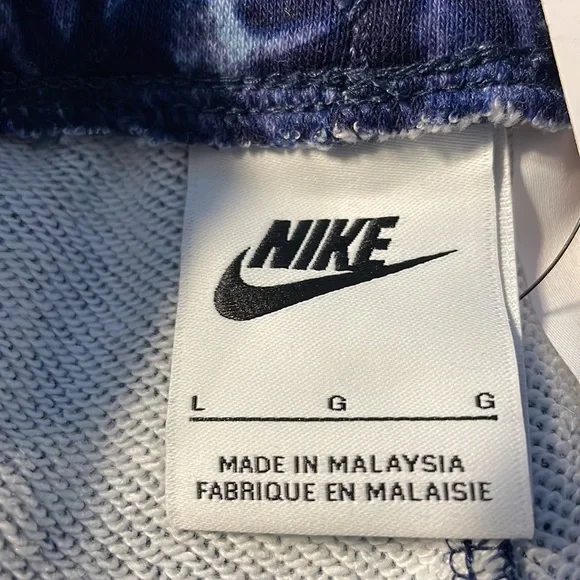 NIKE
L G G
MADE IN MALAYSIA
FABRIQUE EN MALAISIE